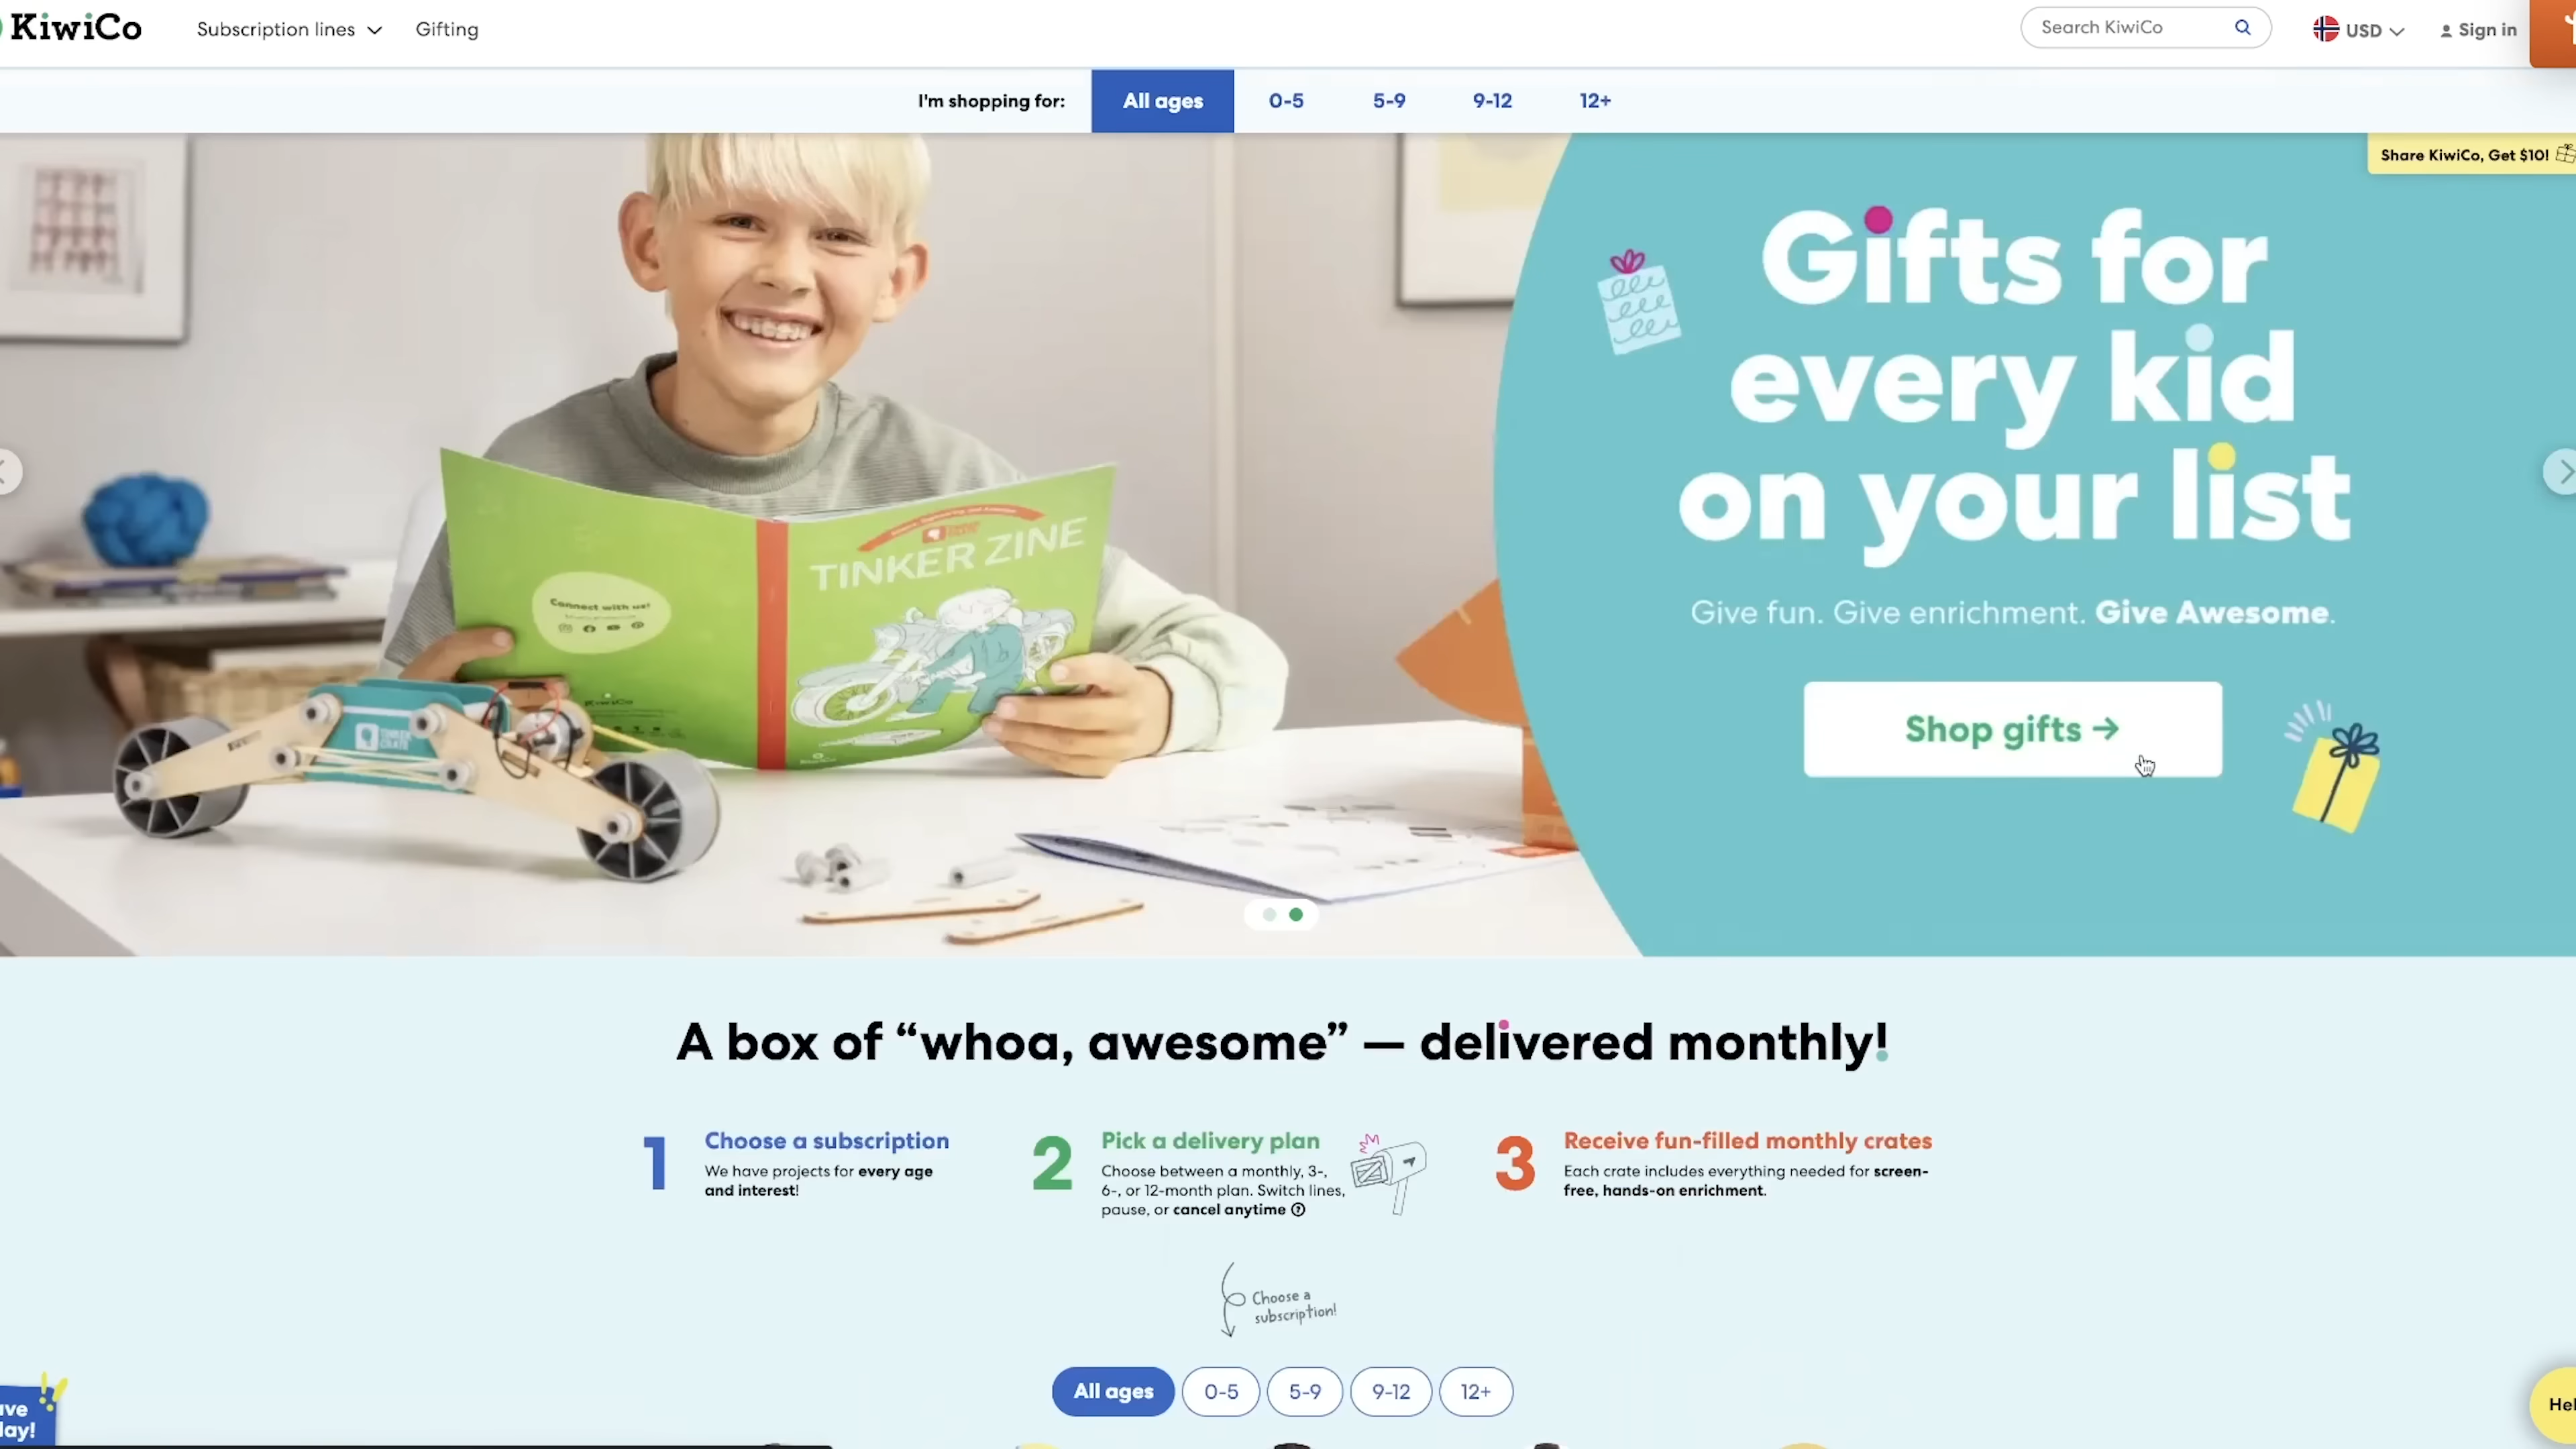 KiwiCo
Subscription lines
Gifting
Search KiwiCo
USD
Sign in
I'm shopping for:
All ages
0-5
5-9
9-12
12+
Share KiwiCo, Get $10!
Gifts for
every kid
on your list
Give fun. Give enrichment. Give Awesome.
Shop gifts →
Connect with us!
KiwiCo
TINKER ZINE
TINKER
CRATE
A box of “whoa, awesome” — delivered monthly!
1
Choose a subscription
We have projects for every age
and interest!
2
Pick a delivery plan
Choose between a monthly, 3-,
6-, or 12-month plan. Switch lines,
pause, or cancel anytime ?
3
Receive fun-filled monthly crates
Each crate includes everything needed for screen-
free, hands-on enrichment.
Choose a
subscription!
All ages
0-5
5-9
9-12
12+